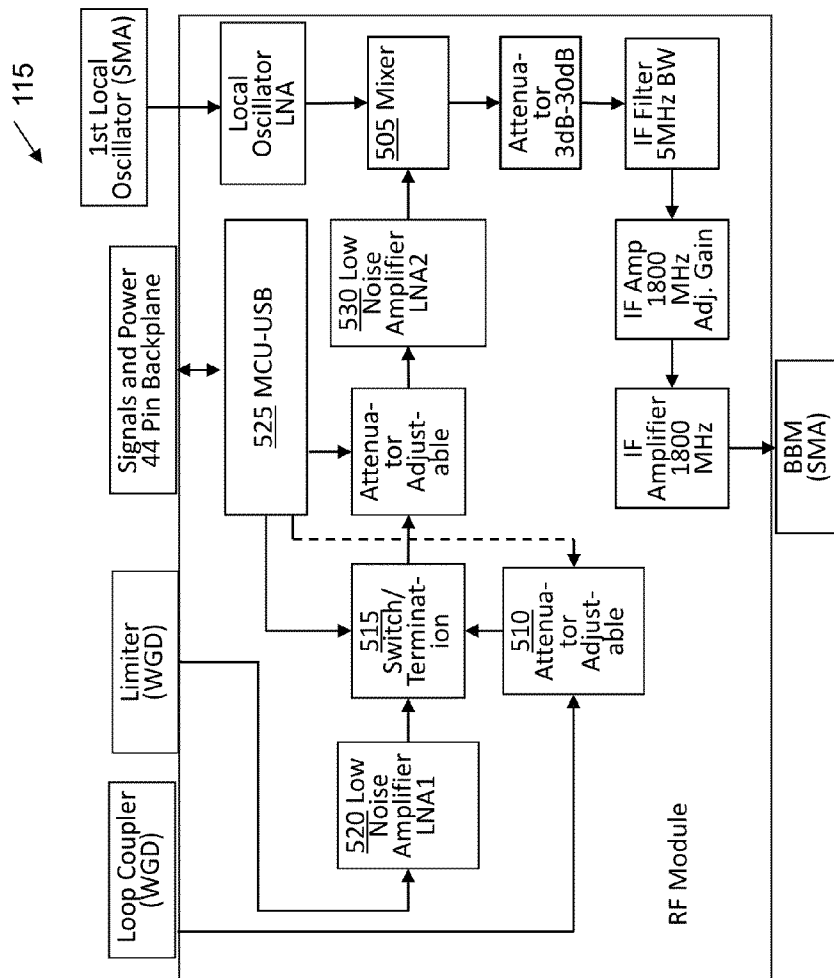 115
Loop Coupler
(WGD)
Limiter
(WGD)
Signals and Power
44 Pin Backplane
1st Local
Oscillator (SMA)
Local
Oscillator
LNA
505 Mixer
Attenua-
tor
3dB-30dB
IF Filter
5MHz BW
525 MCU-USB
520 Low
Noise
Amplifier
LNA1
515
Switch/
Terminat-
ion
Attenua-
tor
Adjust-
able
530 Low
Noise
Amplifier
LNA2
510
Attenua-
tor
Adjust-
able
IF
Amplifier
1800
MHz
IF Amp
1800
MHz
Adj. Gain
RF Module
BBM
(SMA)